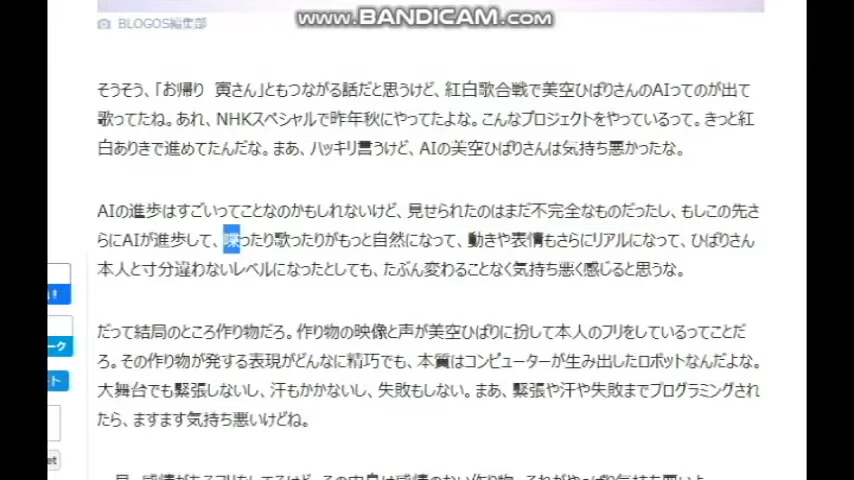 www.BANDICAM.com
BLOGOS編集部
そうそう、「お帰り 寅さん」ともつながる話だと思うけど、紅白歌合戦で美空ひばりさんのAIってのが出て
歌ってたね。あれ、NHKスペシャルで昨年秋にやってたよな。こんなプロジェクトをやっているって。きっと紅
白ありきで進めてたんだな。まあ、ハッキリ言うけど、AIの美空ひばりさんは気持ち悪かったな。
AIの進歩はすごいってことなのかもしれないけど、見せられたのはまだ不完全なものだったし、もしこの先さ
らにAIが進歩して、喋ったり歌ったりがもっと自然になって、動きや表情もさらにリアルになって、ひばりさん
本人と寸分違わないレベルになったとしても、たぶん変わることなく気持ち悪く感じると思うな。
だって結局のところ作り物だろ。作り物の映像と声が美空ひばりに扮して本人のフリをしているってことだ
ろ。その作り物が発する表現がどんなに精巧でも、本質はコンピューターが生み出したロボットなんだよな。
大舞台でも緊張しないし、汗もかかないし、失敗もしない。まあ、緊張や汗や失敗までプログラミングされ
たら、ますます気持ち悪いけどね。
ーク
ト
et